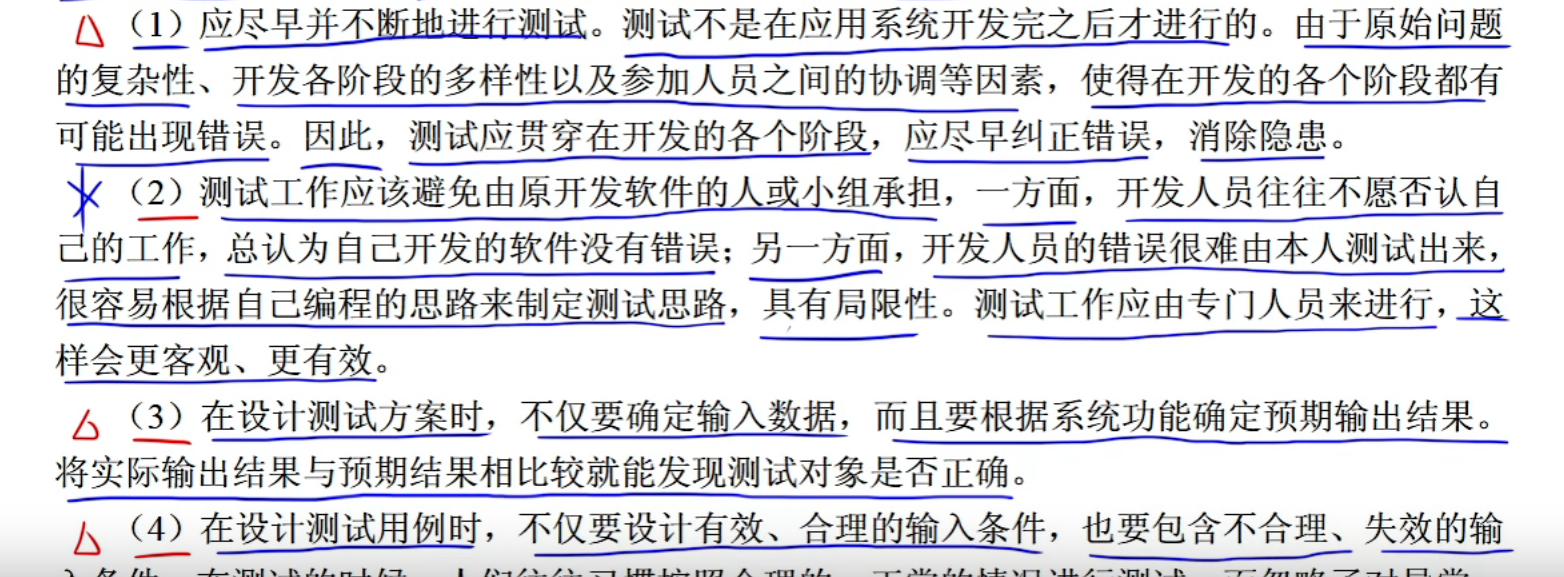 （1）应尽早并不断地进行测试。测试不是在应用系统开发完之后才进行的。由于原始问题
的复杂性、开发各阶段的多样性以及参加人员之间的协调等因素，使得在开发的各个阶段都有
可能出现错误。因此，测试应贯穿在开发的各个阶段，应尽早纠正错误，消除隐患。
（2）测试工作应该避免由原开发软件的人或小组承担，一方面，开发人员往往不愿否认自
己的工作，总认为自己开发的软件没有错误；另一方面，开发人员的错误很难由本人测试出来，
很容易根据自己编程的思路来制定测试思路，具有局限性。测试工作应由专门人员来进行，这
样会更客观、更有效。
（3）在设计测试方案时，不仅要确定输入数据，而且要根据系统功能确定预期输出结果。
将实际输出结果与预期结果相比较就能发现测试对象是否正确。
（4）在设计测试用例时，不仅要设计有效、合理的输入条件，也要包含不合理、失效的输